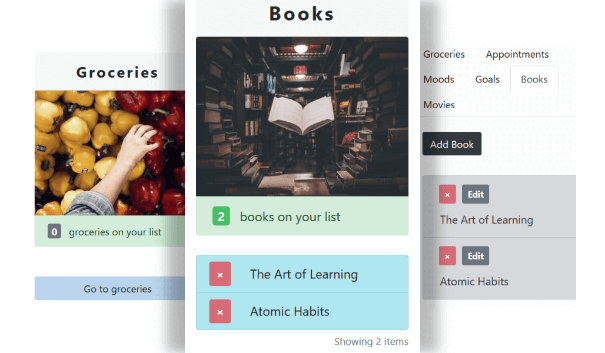 Groceries
0 groceries on your list
Go to groceries
Books
2 books on your list
× The Art of Learning
× Atomic Habits
Showing 2 items
Groceries Appointments
Moods Goals Books
Movies
Add Book
× Edit
The Art of Learning
× Edit
Atomic Habits